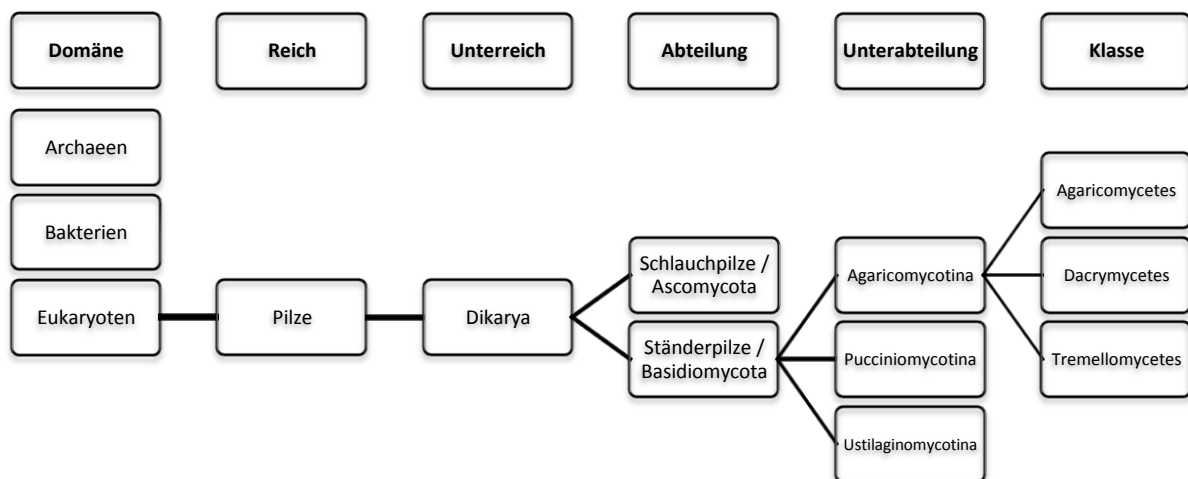 Domäne
Reich
Unterreich
Abteilung
Unterabteilung
Klasse
Archaeen
Bakterien
Eukaryoten
Pilze
Dikarya
Schlauchpilze /
Ascomycota
Ständerpilze /
Basidiomycota
Agaricomycotina
Pucciniomycotina
Ustilaginomycotina
Agaricomycetes
Dacrymycetes
Tremellomycetes